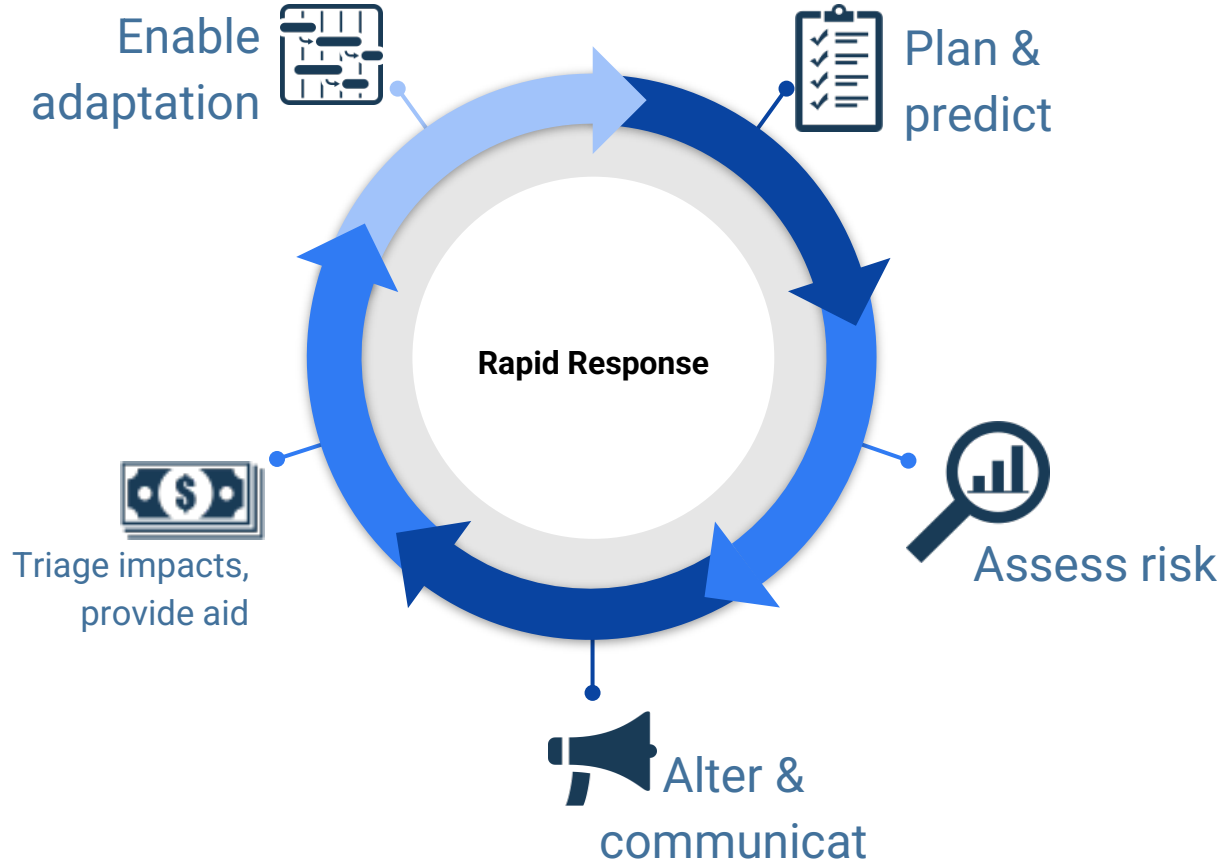 Enable
adaptation
Plan &
predict
Rapid Response
Assess risk
Triage impacts,
provide aid
$
Alter &
communicat